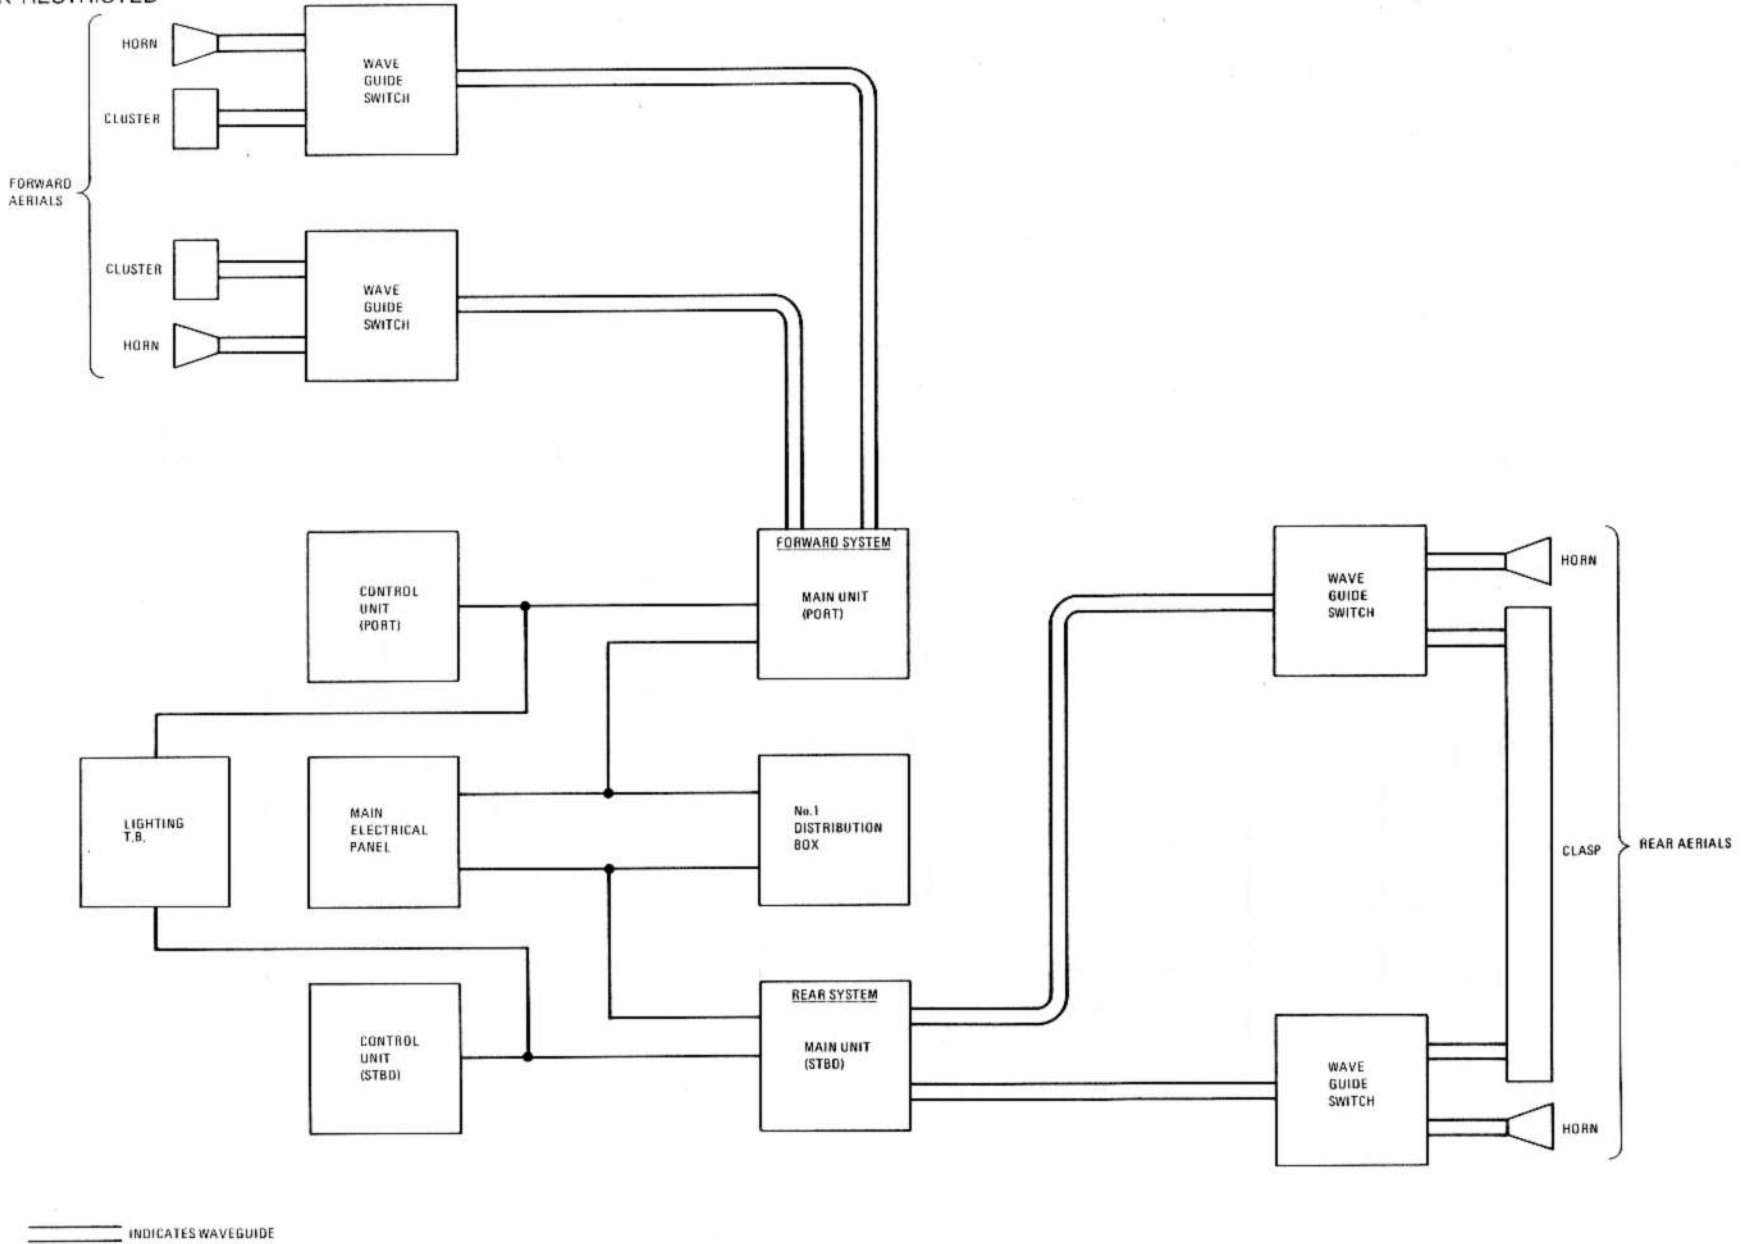 RESTRICTED
HORN
WAVE
GUIDE
SWITCH
CLUSTER
FORWARD
AERIALS
CLUSTER
WAVE
GUIDE
SWITCH
HORN
CONTROL
UNIT
(PORT)
FORWARD SYSTEM
MAIN UNIT
(PORT)
WAVE
GUIDE
SWITCH
HORN
LIGHTING
T.B.
MAIN
ELECTRICAL
PANEL
No.1
DISTRIBUTION
BOX
CLASP
REAR AERIALS
CONTROL
UNIT
(STBD)
REAR SYSTEM
MAIN UNIT
(STBD)
WAVE
GUIDE
SWITCH
HORN
INDICATES WAVEGUIDE